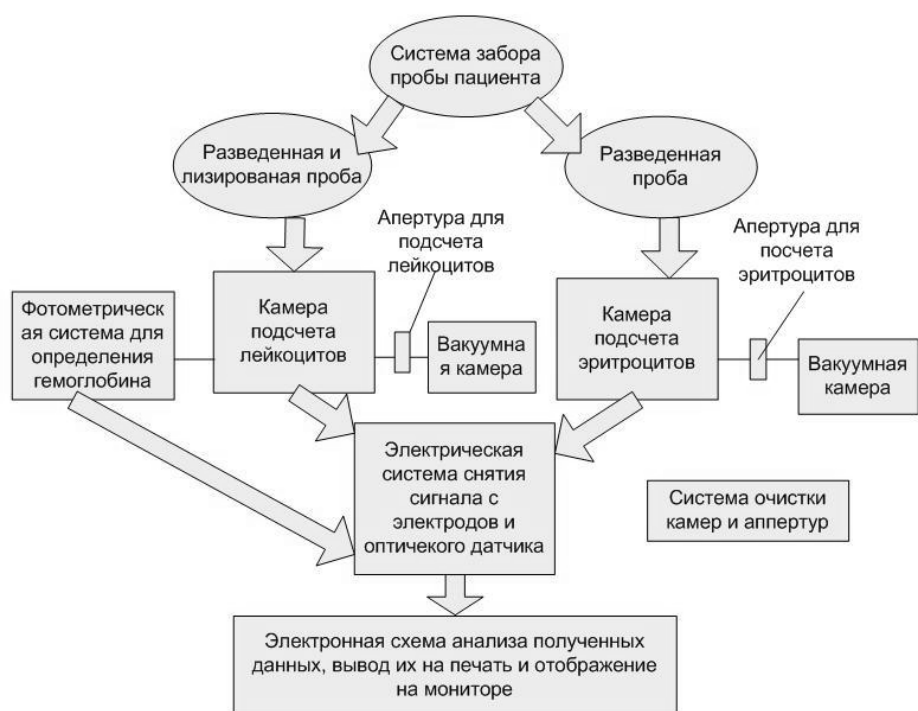 Система забора
пробы пациента
Разведенная и
лизированая проба
Разведенная
проба
Апертура для
подсчета
лейкоцитов
Апертура для
посчета
эритроцитов
Фотометрическ
ая система для
определения
гемоглобина
Камера
подсчета
лейкоцитов
Вакуумна
я камера
Камера
подсчета
эритроцитов
Вакуумная
камера
Электрическая
система снятия
сигнала с
электродов и
оптичекого датчика
Система очистки
камер и аппертур
Электронная схема анализа полученных
данных, вывод их на печать и отображение
на мониторе